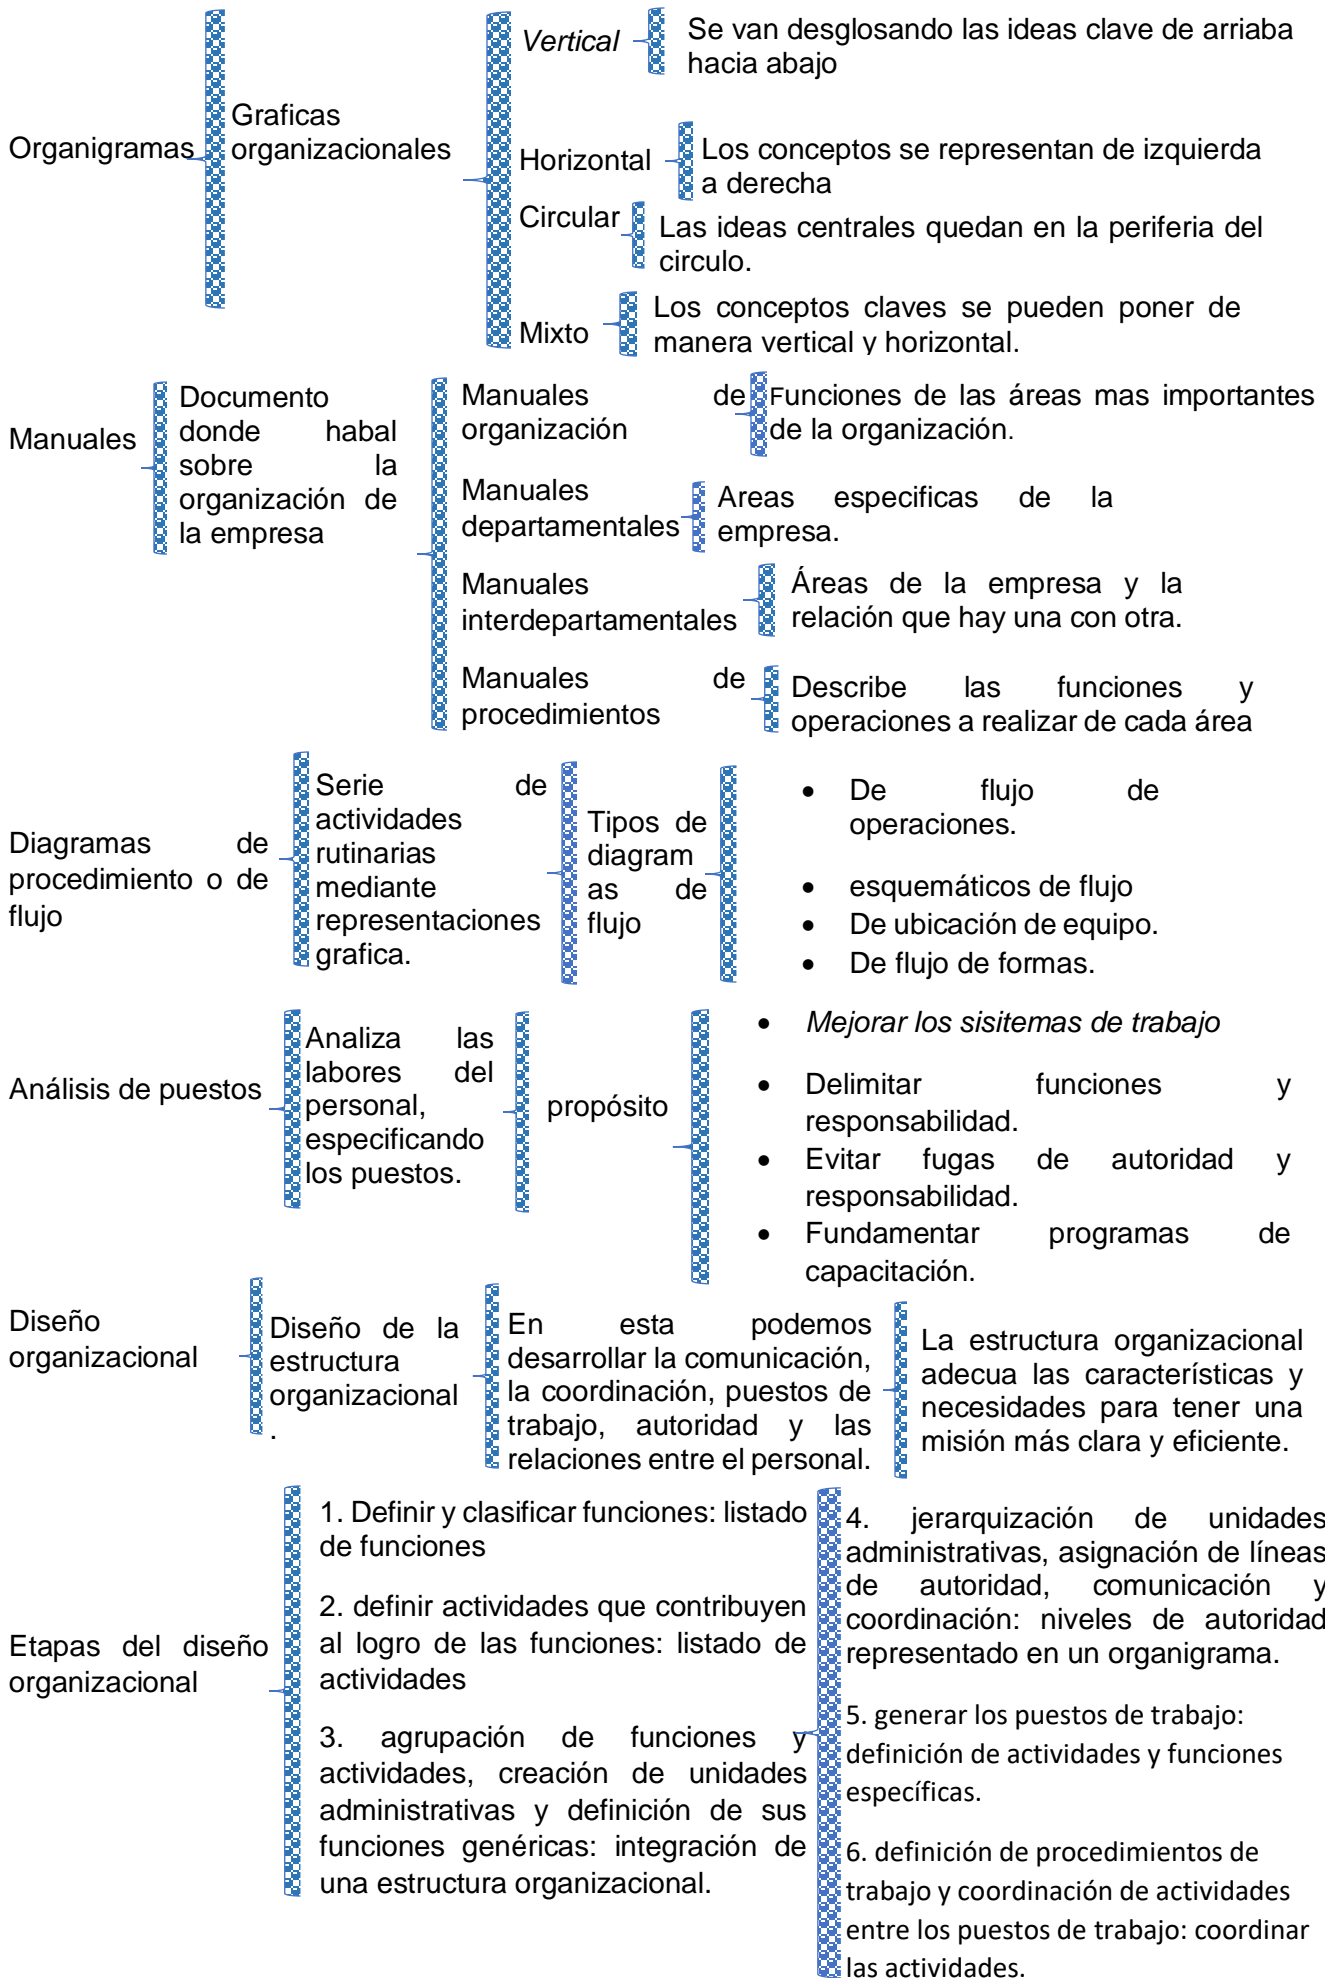 Organigramas
Graficas
organizacionales
Vertical
Se van desglosando las ideas clave de arriaba
hacia abajo
Horizontal
Los conceptos se representan de izquierda
a derecha
Circular
Las ideas centrales quedan en la periferia del
circulo.
Mixto
Los conceptos claves se pueden poner de
manera vertical y horizontal.
Manuales
Documento
donde habal
sobre la
organización de
la empresa
Manuales de
organización
Funciones de las áreas mas importantes
de la organización.
Manuales
departamentales
Areas especificas de la
empresa.
Manuales
interdepartamentales
Áreas de la empresa y la
relación que hay una con otra.
Manuales de
procedimientos
Describe las funciones y
operaciones a realizar de cada área
Diagramas de
procedimiento o de
flujo
Serie de
actividades
rutinarias
mediante
representaciones
grafica.
Tipos de
diagram
as de
flujo
• De flujo de
operaciones.
• esquemáticos de flujo
• De ubicación de equipo.
• De flujo de formas.
Análisis de puestos
Analiza las
labores del
personal,
especificando
los puestos.
propósito
• Mejorar los sisitemas de trabajo
• Delimitar funciones y
responsabilidad.
• Evitar fugas de autoridad y
responsabilidad.
• Fundamentar programas de
capacitación.
Diseño
organizacional
Diseño de la
estructura
organizacional
.
En esta podemos
desarrollar la comunicación,
la coordinación, puestos de
trabajo, autoridad y las
relaciones entre el personal.
La estructura organizacional
adecua las características y
necesidades para tener una
misión más clara y eficiente.
Etapas del diseño
organizacional
1. Definir y clasificar funciones: listado
de funciones
2. definir actividades que contribuyen
al logro de las funciones: listado de
actividades
3. agrupación de funciones y
actividades, creación de unidades
administrativas y definición de sus
funciones genéricas: integración de
una estructura organizacional.
4. jerarquización de unidades
administrativas, asignación de líneas
de autoridad, comunicación y
coordinación: niveles de autoridad
representado en un organigrama.
5. generar los puestos de trabajo:
definición de actividades y funciones
específicas.
6. definición de procedimientos de
trabajo y coordinación de actividades
entre los puestos de trabajo: coordinar
las actividades.